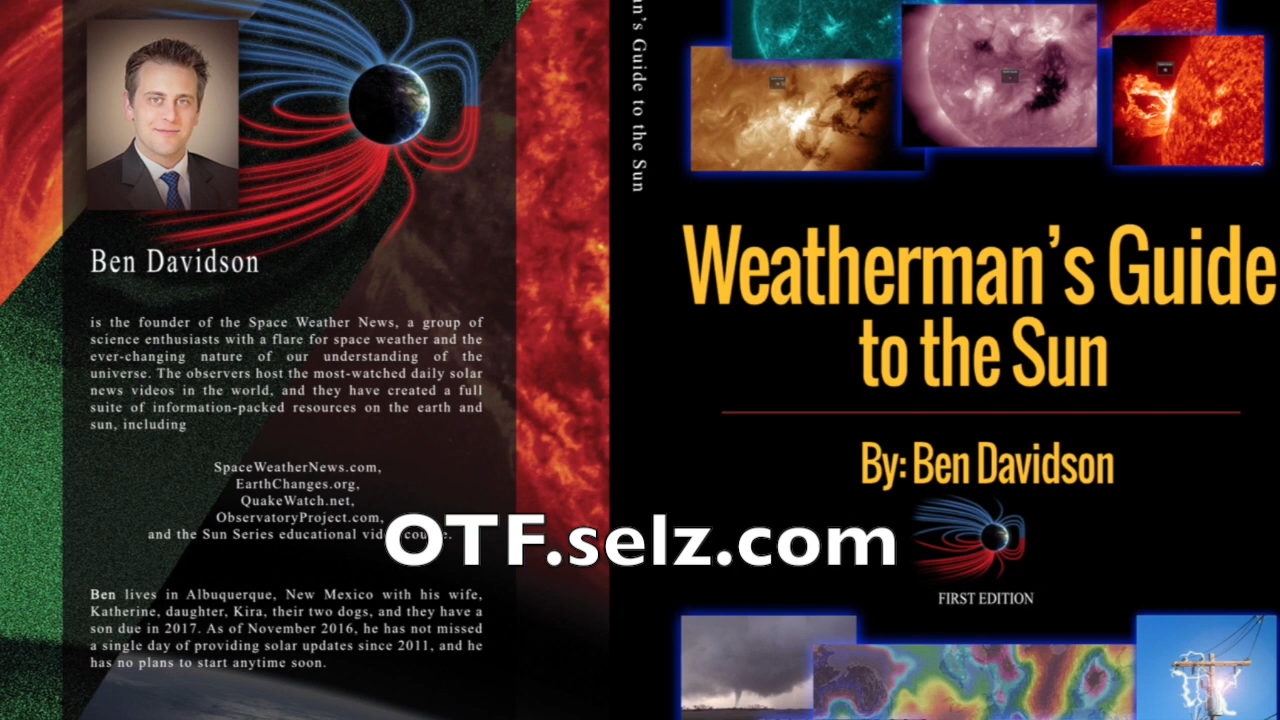 Ben Davidson
is the founder of the Space Weather News, a group of
science enthusiasts with a flare for space weather and the
ever-changing nature of our understanding of the
universe. The observers host the most-watched daily solar
news videos in the world, and they have created a full
suite of information-packed resources on the earth and
sun, including
SpaceWeatherNews.com,
EarthChanges.org,
QuakeWatch.net,
ObservatoryProject.com,
and the Sun Series educational video course.
Ben lives in Albuquerque, New Mexico with his wife,
Katherine, daughter, Kira, their two dogs, and they have a
son due in 2017. As of November 2016, he has not missed
a single day of providing solar updates since 2011, and he
has no plans to start anytime soon.
n's Guide to the Sun
Weatherman's Guide
to the Sun
By: Ben Davidson
FIRST EDITION
OTF.selz.com